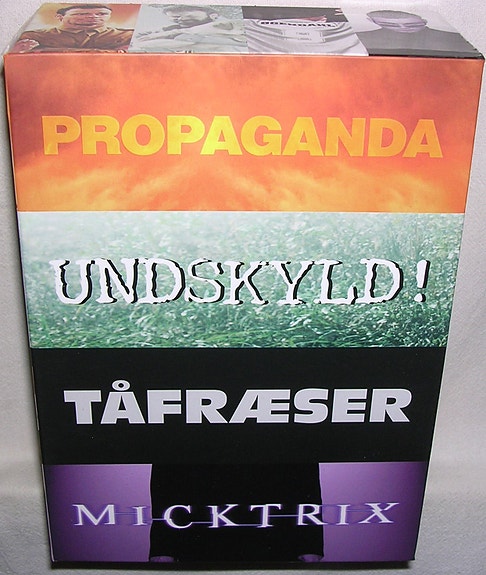 PROPAGANDA
UNDSKYLD!
TÅFRÆSER
MICKTRIX